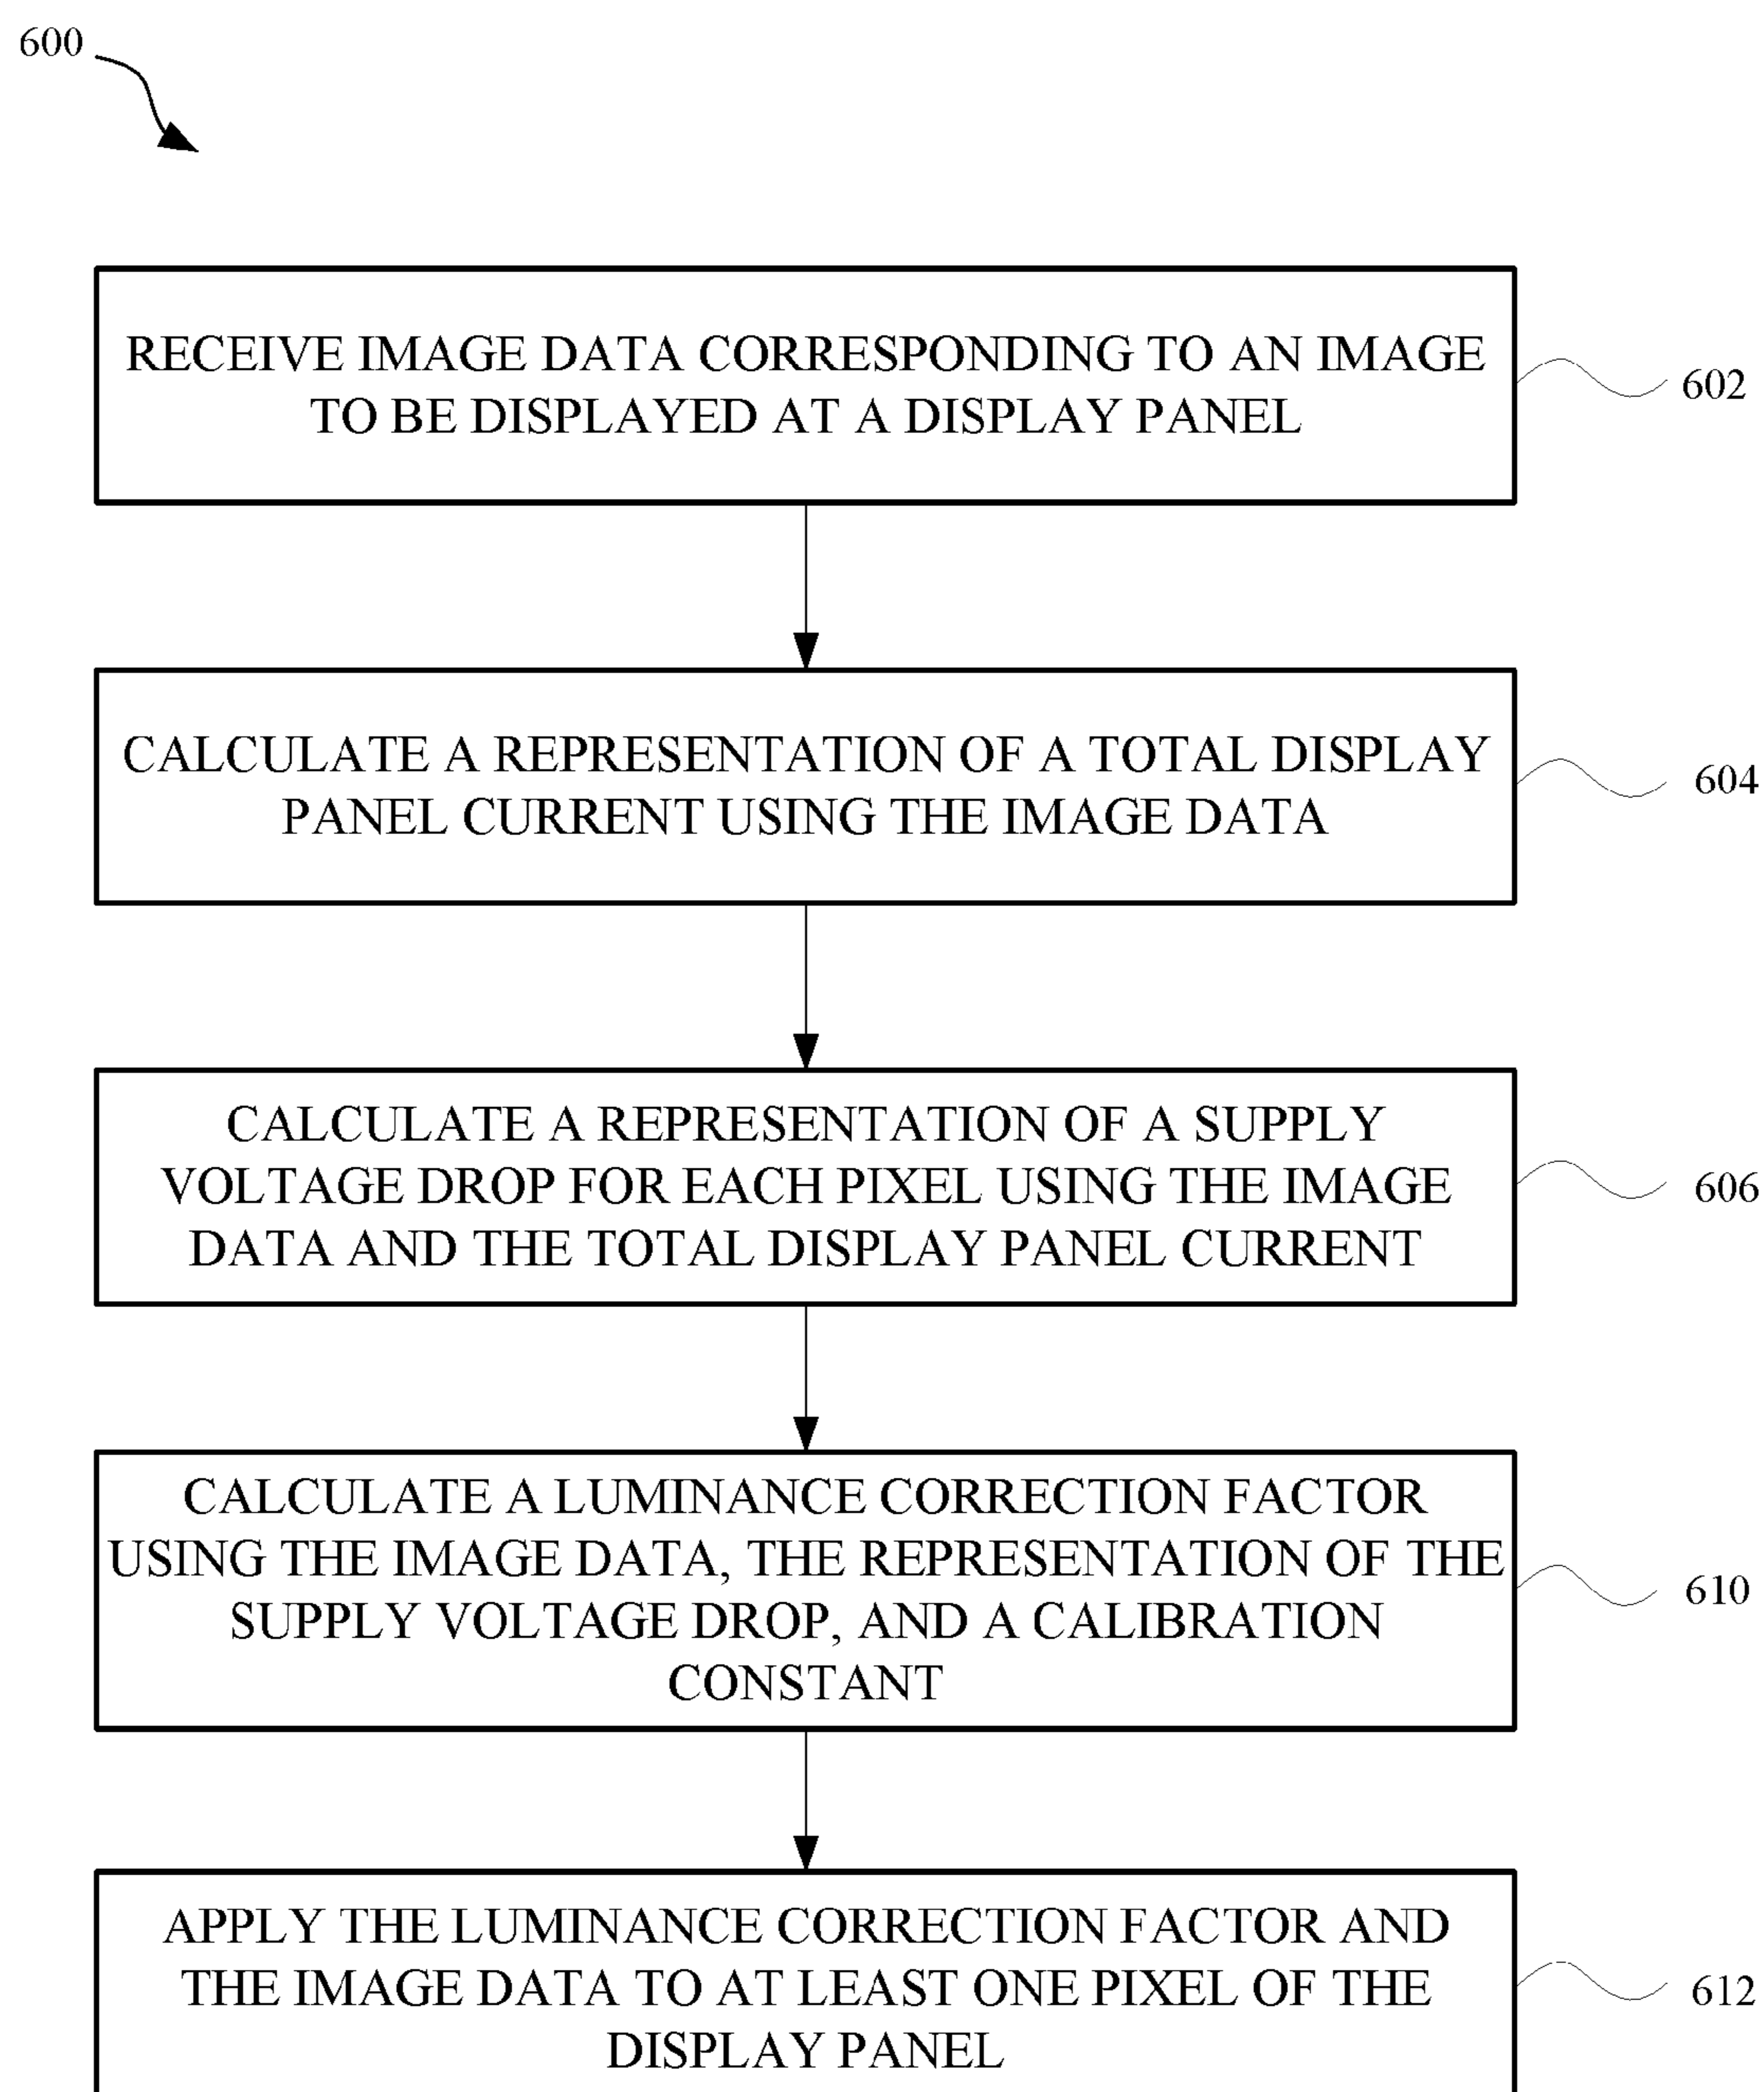 600
RECEIVE IMAGE DATA CORRESPONDING TO AN IMAGE
TO BE DISPLAYED AT A DISPLAY PANEL
602
CALCULATE A REPRESENTATION OF A TOTAL DISPLAY
PANEL CURRENT USING THE IMAGE DATA
604
CALCULATE A REPRESENTATION OF A SUPPLY
VOLTAGE DROP FOR EACH PIXEL USING THE IMAGE
DATA AND THE TOTAL DISPLAY PANEL CURRENT
606
CALCULATE A LUMINANCE CORRECTION FACTOR
USING THE IMAGE DATA, THE REPRESENTATION OF THE
SUPPLY VOLTAGE DROP, AND A CALIBRATION
CONSTANT
610
APPLY THE LUMINANCE CORRECTION FACTOR AND
THE IMAGE DATA TO AT LEAST ONE PIXEL OF THE
DISPLAY PANEL
612